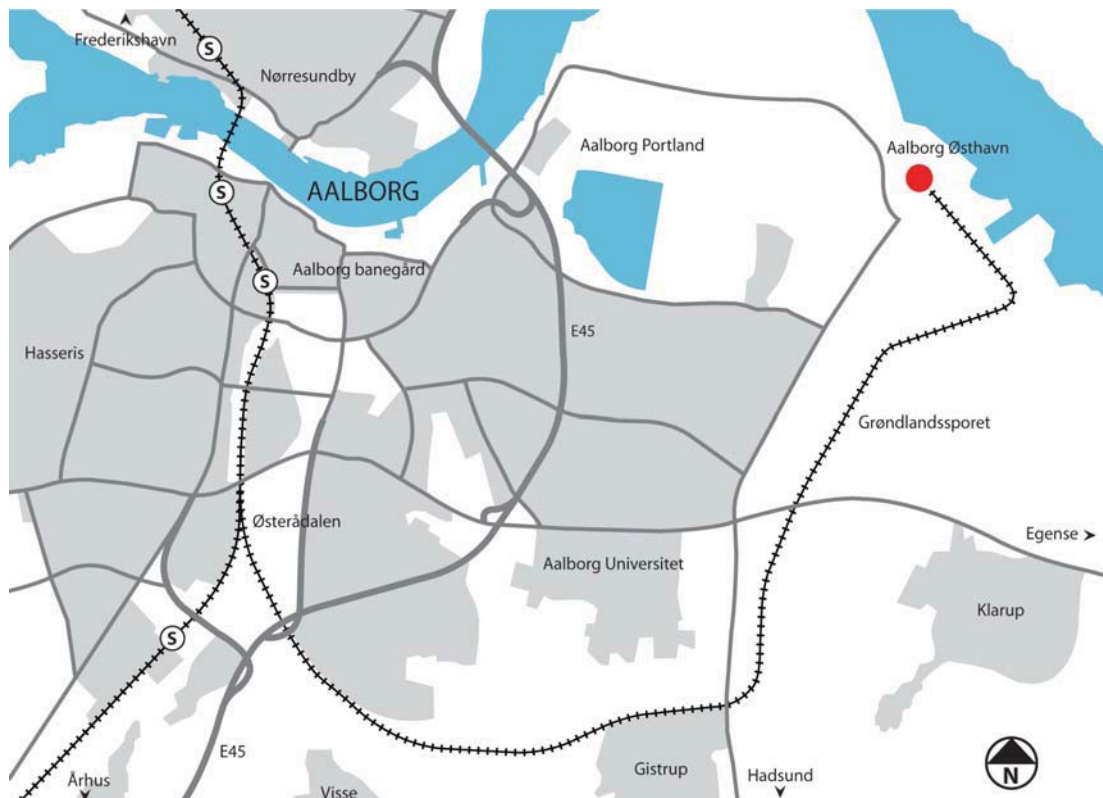 Frederikshavn
S
Nørresundby
Aalborg Portland
Aalborg Østhavn
S
AALBORG
Aalborg banegård
S
E45
Hasseris
Grøndlandssporet
Østerådalen
Egense
Aalborg Universitet
Klarup
S
E45
Århus
Visse
Gistrup
Hadsund
N